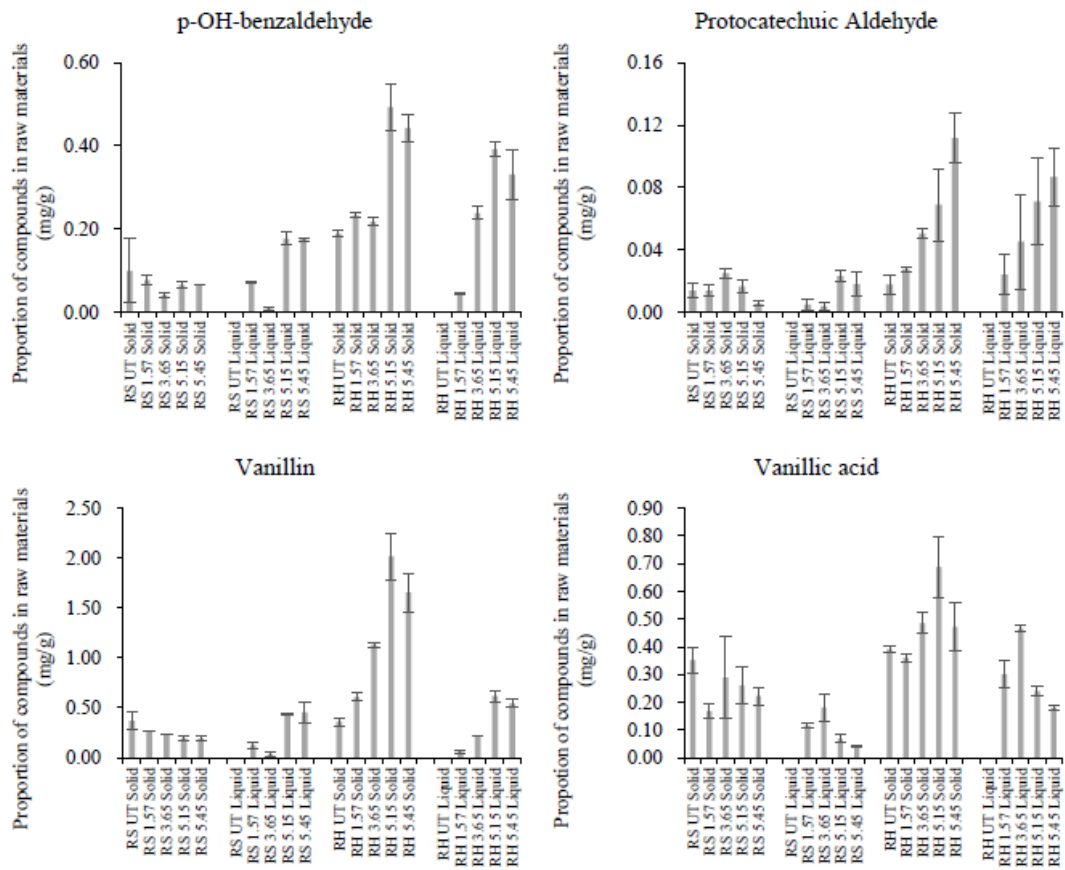 p-OH-benzaldehyde
Proportion of compounds in raw materials
(mg/g)
0.60
0.40
0.20
0.00
RS UT Solid
RS 1.57 Solid
RS 3.65 Solid
RS 5.15 Solid
RS 5.45 Solid
RS UT Liquid
RS 1.57 Liquid
RS 3.65 Liquid
RS 5.15 Liquid
RS 5.45 Liquid
RH UT Solid
RH 1.57 Solid
RH 3.65 Solid
RH 5.15 Solid
RH 5.45 Solid
RH UT Liquid
RH 1.57 Liquid
RH 3.65 Liquid
RH 5.15 Liquid
RH 5.45 Liquid
Protocatechuic Aldehyde
Proportion of compounds in raw materials
(mg/g)
0.16
0.12
0.08
0.04
0.00
RS UT Solid
RS 1.57 Solid
RS 3.65 Solid
RS 5.15 Solid
RS 5.45 Solid
RS UT Liquid
RS 1.57 Liquid
RS 3.65 Liquid
RS 5.15 Liquid
RS 5.45 Liquid
RH UT Solid
RH 1.57 Solid
RH 3.65 Solid
RH 5.15 Solid
RH 5.45 Solid
RH UT Liquid
RH 1.57 Liquid
RH 3.65 Liquid
RH 5.15 Liquid
RH 5.45 Liquid
Vanillin
Proportion of compounds in raw materials
(mg/g)
2.50
2.00
1.50
1.00
0.50
0.00
RS UT Solid
RS 1.57 Solid
RS 3.65 Solid
RS 5.15 Solid
RS 5.45 Solid
RS UT Liquid
RS 1.57 Liquid
RS 3.65 Liquid
RS 5.15 Liquid
RS 5.45 Liquid
RH UT Solid
RH 1.57 Solid
RH 3.65 Solid
RH 5.15 Solid
RH 5.45 Solid
RH UT Liquid
RH 1.57 Liquid
RH 3.65 Liquid
RH 5.15 Liquid
RH 5.45 Liquid
Vanillic acid
Propotion of compounds in raw materials
(mg/g)
0.90
0.80
0.70
0.60
0.50
0.40
0.30
0.20
0.10
0.00
RS UT Solid
RS 1.57 Solid
RS 3.65 Solid
RS 5.15 Solid
RS 5.45 Solid
RS UT Liquid
RS 1.57 Liquid
RS 3.65 Liquid
RS 5.15 Liquid
RS 5.45 Liquid
RH UT Solid
RH 1.57 Solid
RH 3.65 Solid
RH 5.15 Solid
RH 5.45 Solid
RH UT Liquid
RH 1.57 Liquid
RH 3.65 Liquid
RH 5.15 Liquid
RH 5.45 Liquid